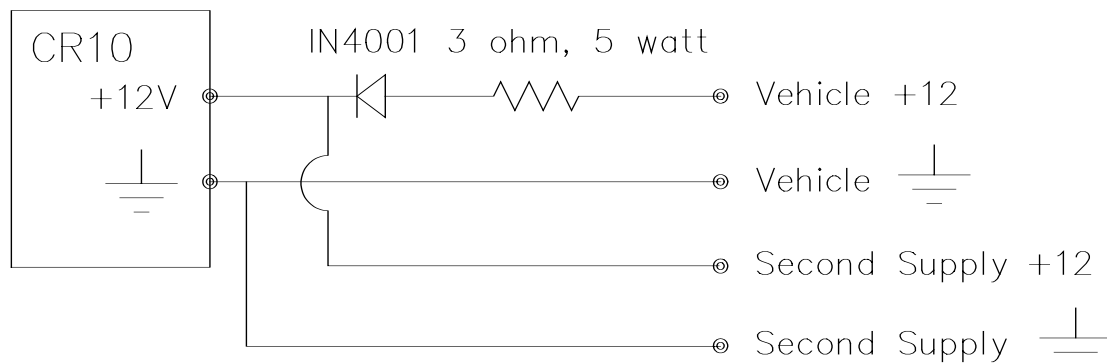 CR10
IN4001 3 ohm, 5 watt
+12V
Vehicle +12
Vehicle
Second Supply +12
Second Supply